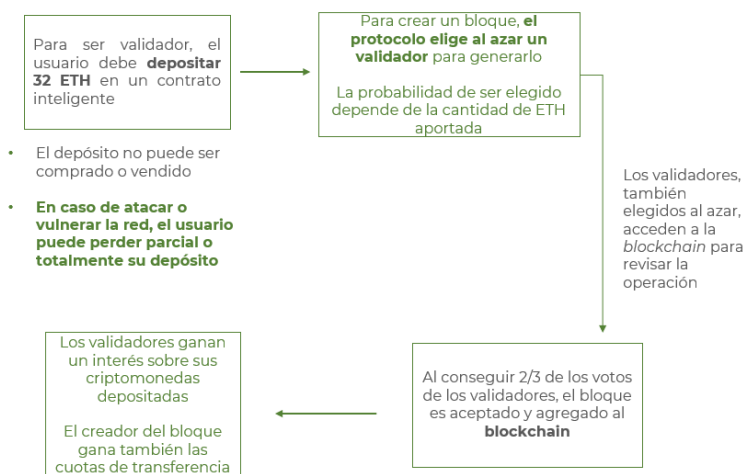 Para ser validador, el
usuario debe depositar
32 ETH en un contrato
inteligente
• El depósito no puede ser
comprado o vendido
• En caso de atacar o
vulnerar la red, el usuario
puede perder parcial o
totalmente su depósito
Para crear un bloque, el
protocolo elige al azar un
validador para generarlo
La probabilidad de ser elegido
depende de la cantidad de ETH
aportada
Los validadores,
también
elegidos al azar,
acceden a la
blockchain para
revisar la
operación
Al conseguir 2/3 de los votos
de los validadores, el bloque
es aceptado y agregado al
blockchain
Los validadores ganan
un interés sobre sus
criptomonedas
depositadas
El creador del bloque
gana también las
cuotas de transferencia